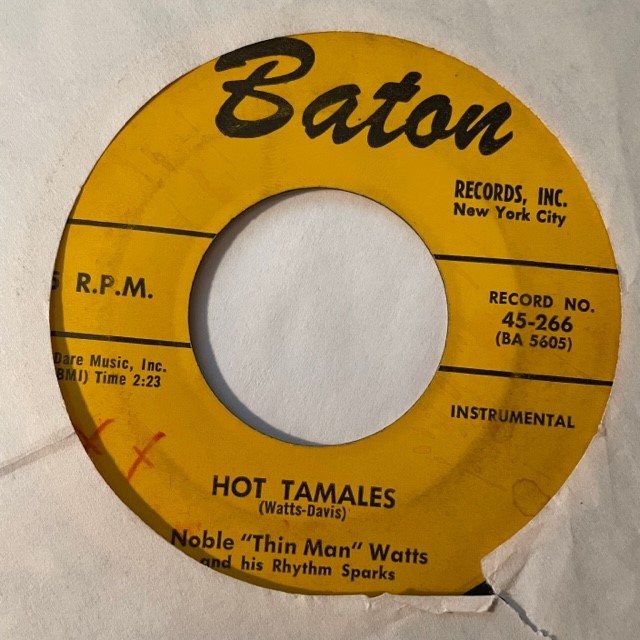 Baton
RECORDS, INC.
New York City
R.P.M.
RECORD NO.
45-266
(BA 5605)
Dare Music, Inc.
BMI) Time 2:23
INSTRUMENTAL
HOT TAMALES
(Watts-Davis)
Noble "Thin Man" Watts
and his Rhythm Sparks